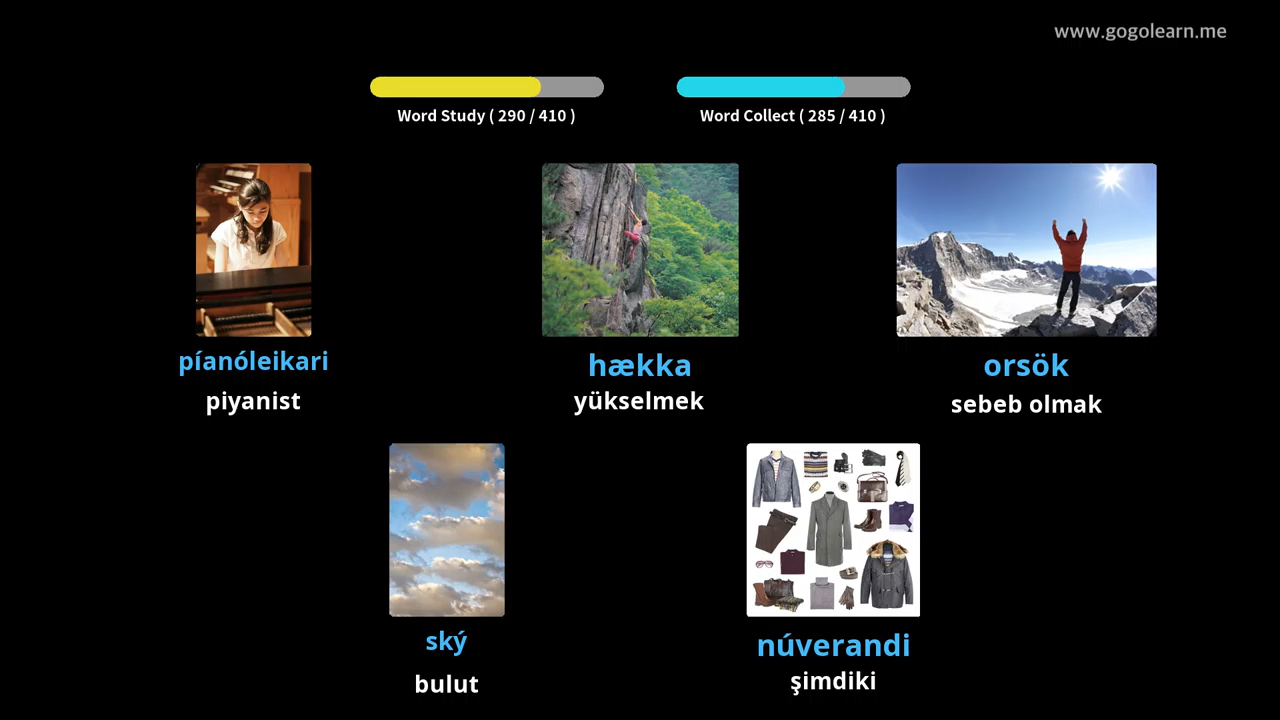 www.gogolearn.me
Word Study ( 290 / 410 )
Word Collect ( 285 / 410 )
píanóleikari
piyanist
hækka
yükselmek
orsök
sebeb olmak
ský
bulut
núverandi
şimdiki